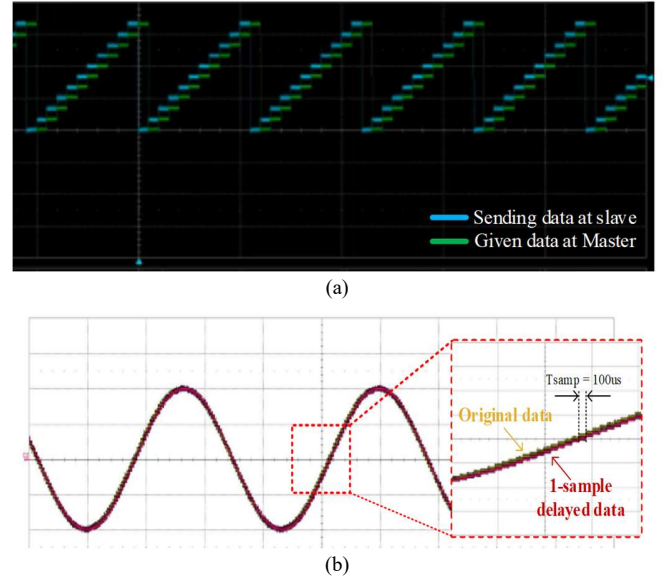 Sending data at slave
Given data at Master
(a)
Tsamp = 100us
Original data
1-sample
delayed data
(b)